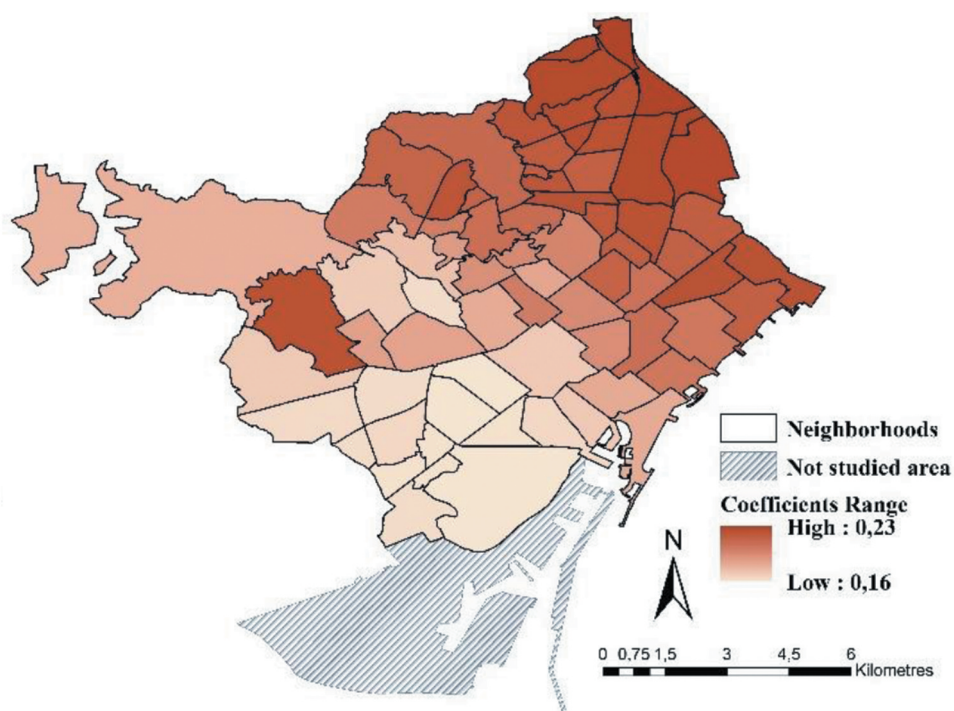 Neighborhoods
Not studied area
Coefficients Range
High : 0,23
Low : 0,16
N
0 0,75 1,5 3 4,5 6
Kilometres